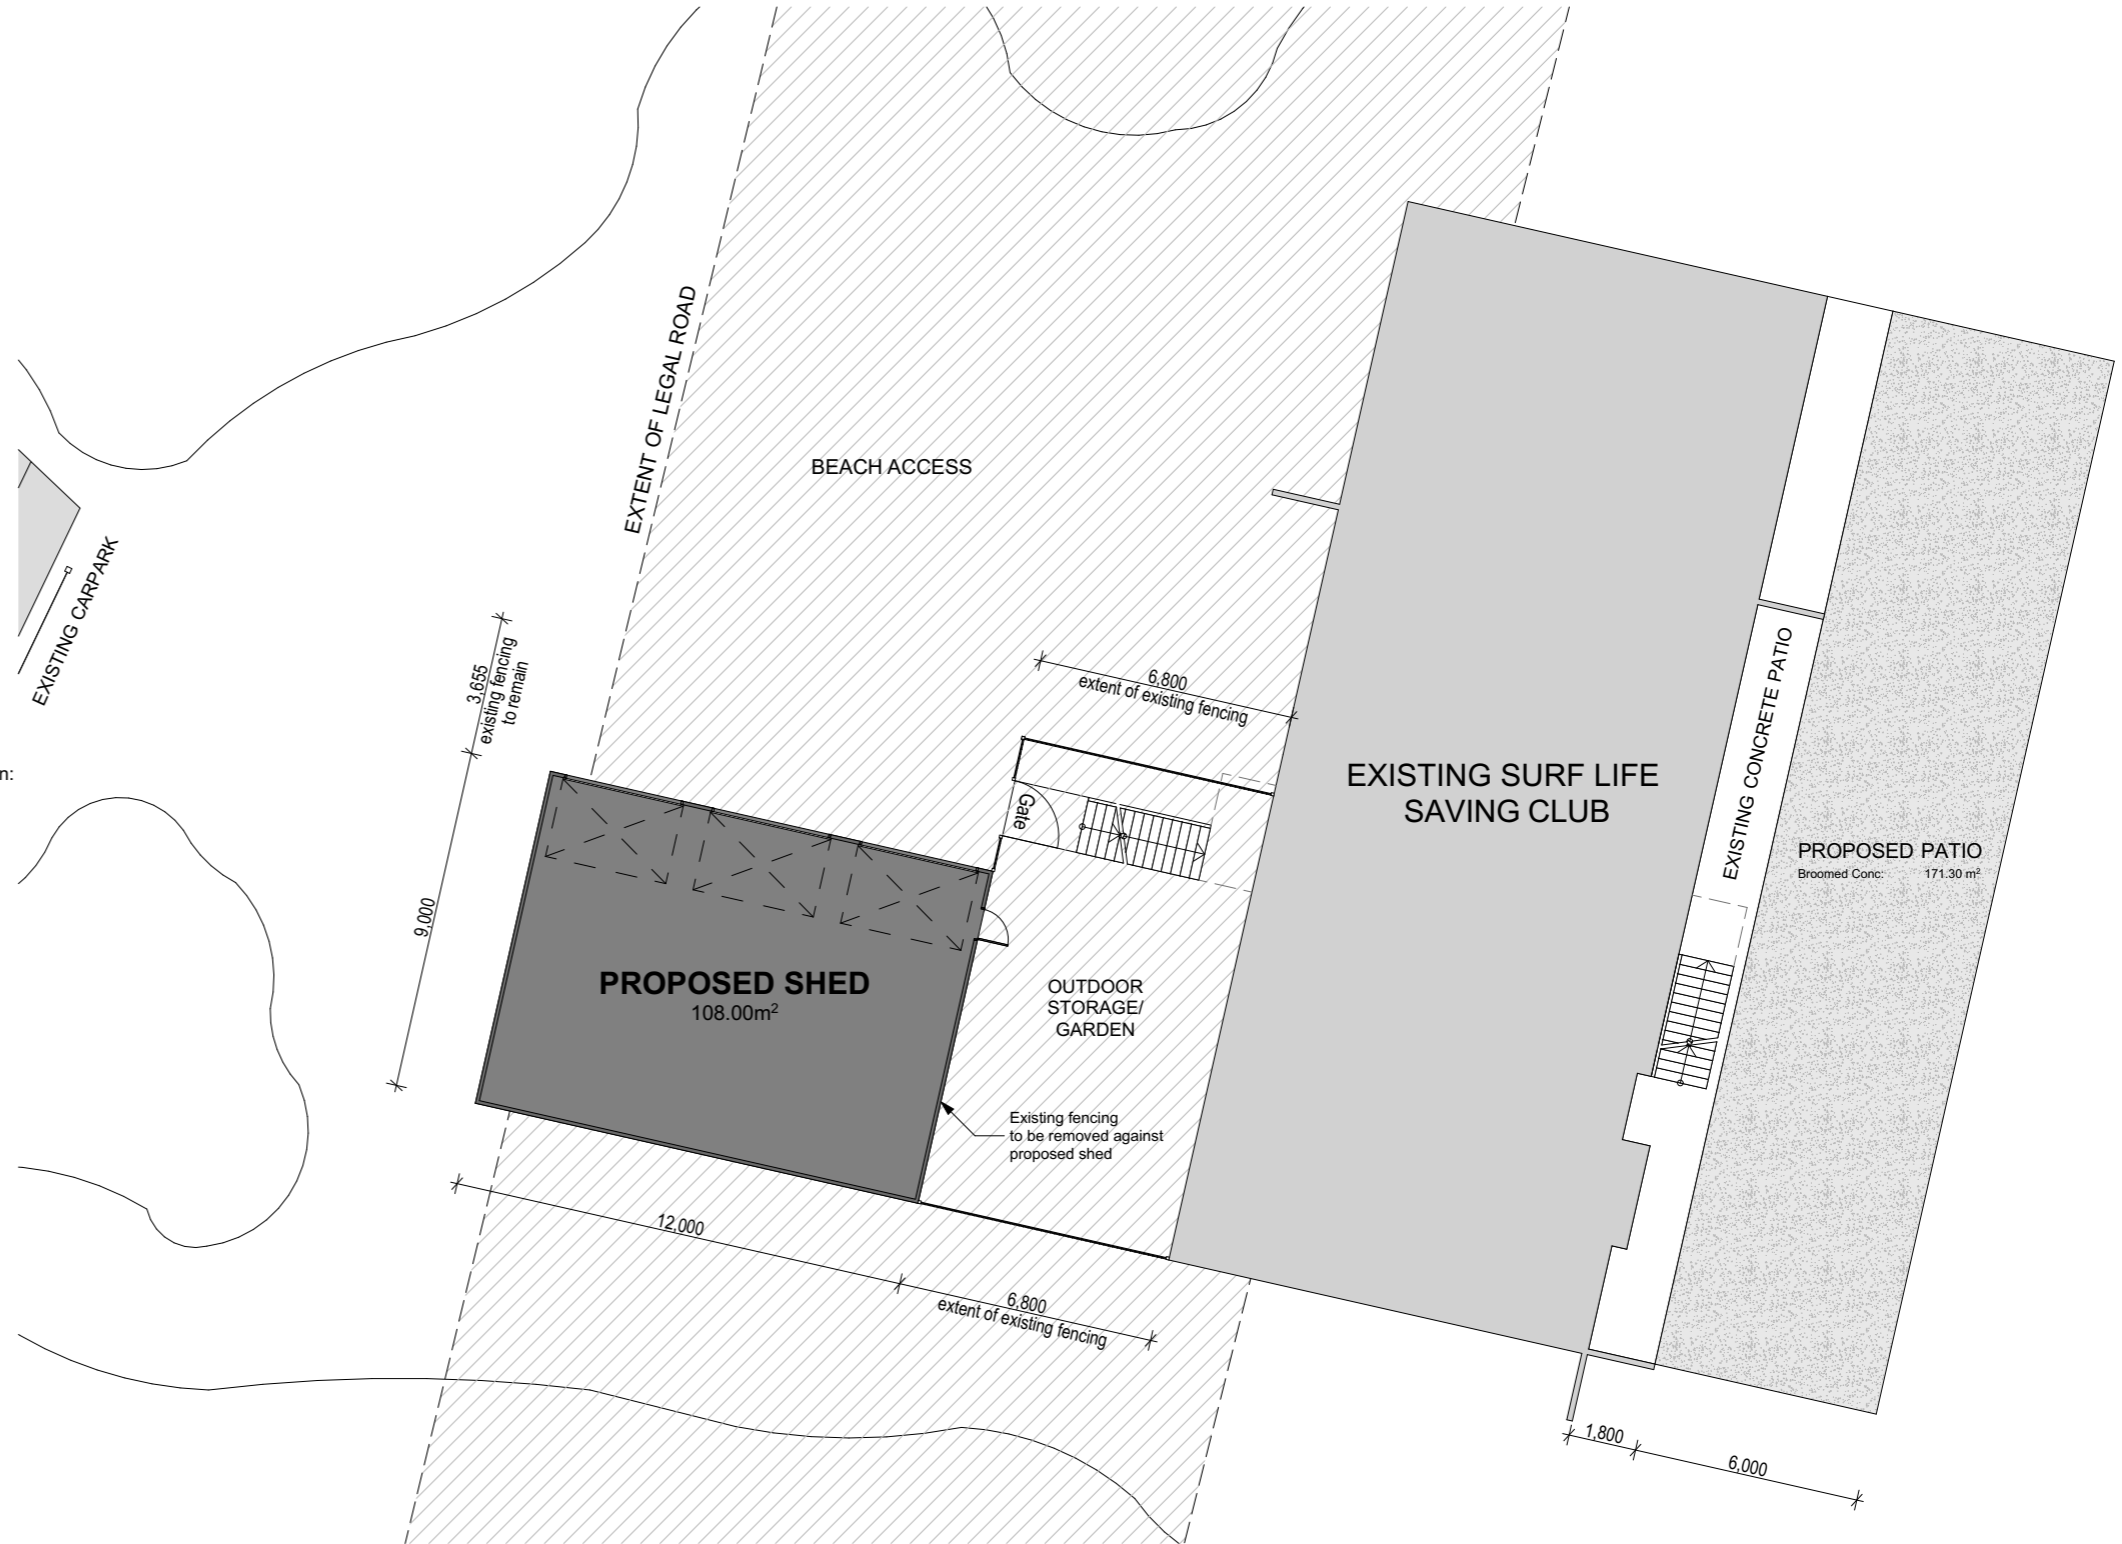 EXTENT OF LEGAL ROAD
BEACH ACCESS
EXISTING CARPARK
3,655
existing fencing
to remain
6,800
extent of existing fencing
n:
EXISTING SURF LIFE
SAVING CLUB
EXISTING CONCRETE PATIO
Gate
PROPOSED PATIO
Broomed Conc: 171.30 m²
9,000
PROPOSED SHED
108.00m²
OUTDOOR
STORAGE/
GARDEN
Existing fencing
to be removed against
proposed shed
12,000
6,800
extent of existing fencing
1,800
6,000